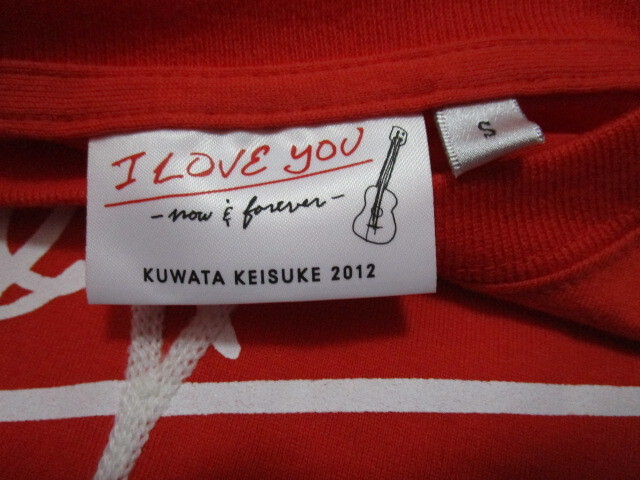 I LOVE YOU
- now & forever -
KUWATA KEISUKE 2012
S